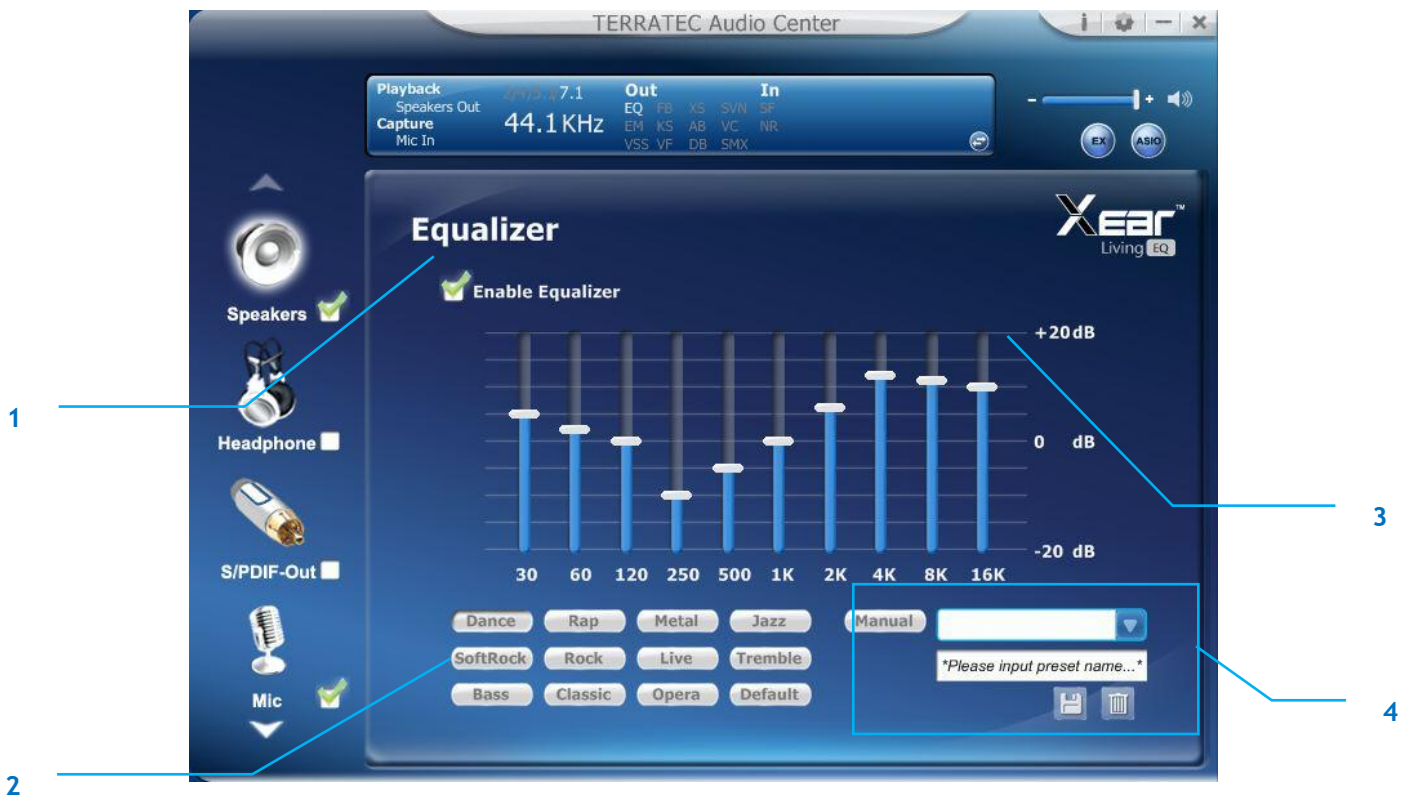 TERRATEC Audio Center
i
Playback
Speakers Out
Capture
Mic In
7.1
44.1 KHz
Out In
EQ FB XS SVN SF
EM KS AB VC NR
VSS VF DB SMX
- +
EX ASIO
Equalizer
Xear™
Living EQ
Enable Equalizer
Speakers
Headphone
S/PDIF-Out
Mic
+20 dB
0 dB
-20 dB
30 60 120 250 500 1K 2K 4K 8K 16K
Dance Rap Metal Jazz Manual
SoftRock Rock Live Tremble
*Please input preset name...*
Bass Classic Opera Default
1
2
3
4